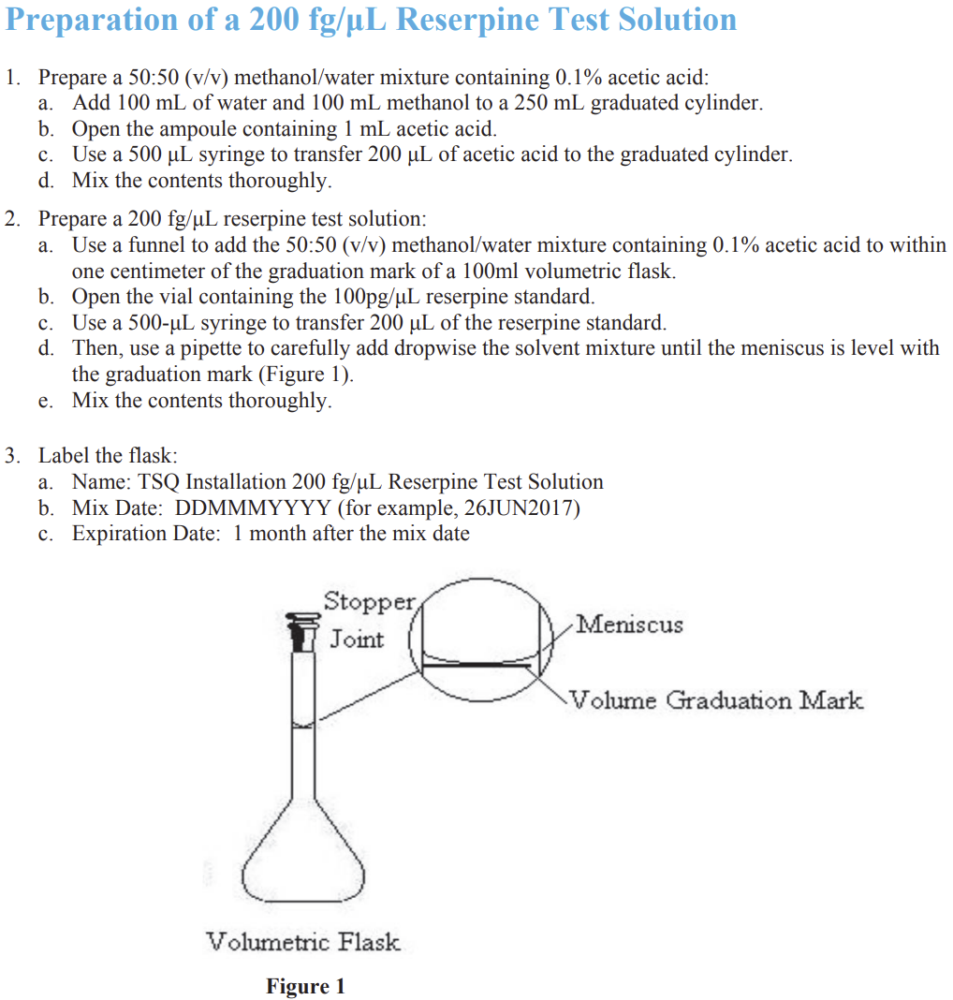 Preparation of a 200 fg/µL Reserpine Test Solution
1. Prepare a 50:50 (v/v) methanol/water mixture containing 0.1% acetic acid:
a. Add 100 mL of water and 100 mL methanol to a 250 mL graduated cylinder.
b. Open the ampoule containing 1 mL acetic acid.
c. Use a 500 µL syringe to transfer 200 µL of acetic acid to the graduated cylinder.
d. Mix the contents thoroughly.
2. Prepare a 200 fg/µL reserpine test solution:
a. Use a funnel to add the 50:50 (v/v) methanol/water mixture containing 0.1% acetic acid to within
one centimeter of the graduation mark of a 100ml volumetric flask.
b. Open the vial containing the 100pg/µL reserpine standard.
c. Use a 500-µL syringe to transfer 200 µL of the reserpine standard.
d. Then, use a pipette to carefully add dropwise the solvent mixture until the meniscus is level with
the graduation mark (Figure 1).
e. Mix the contents thoroughly.
3. Label the flask:
a. Name: TSQ Installation 200 fg/µL Reserpine Test Solution
b. Mix Date: DDMMMYYYY (for example, 26JUN2017)
c. Expiration Date: 1 month after the mix date
Stopper
Joint
Meniscus
Volume Graduation Mark
Volumetric Flask
Figure 1